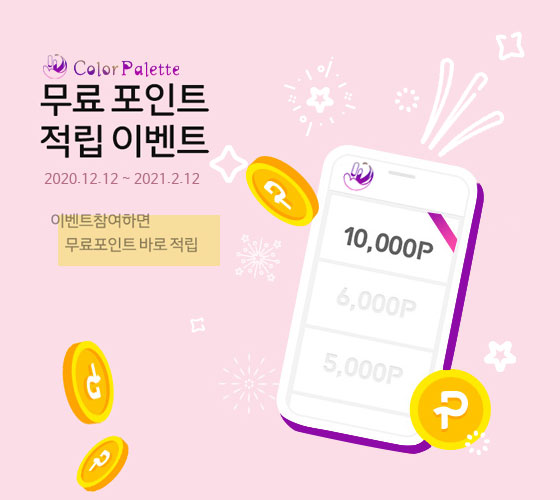 Color Palette
무료 포인트
적립 이벤트
2020.12.12 ~ 2021.2.12
이벤트참여하면
무료포인트 바로 적립
10,000P
6,000P
5,000P
P
P
P
P